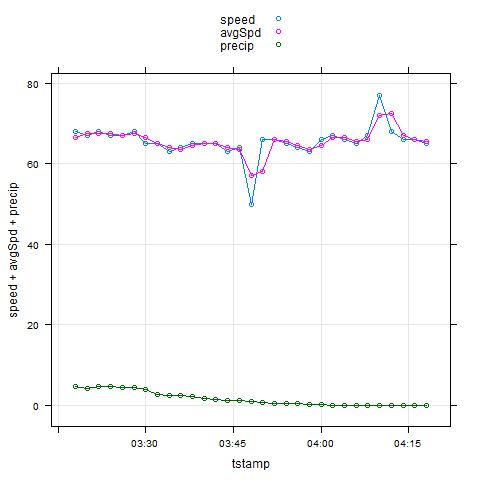 speed
avgSpd
precip
80
60
40
20
0
speed + avgSpd + precip
03:30 03:45 04:00 04:15
tstamp